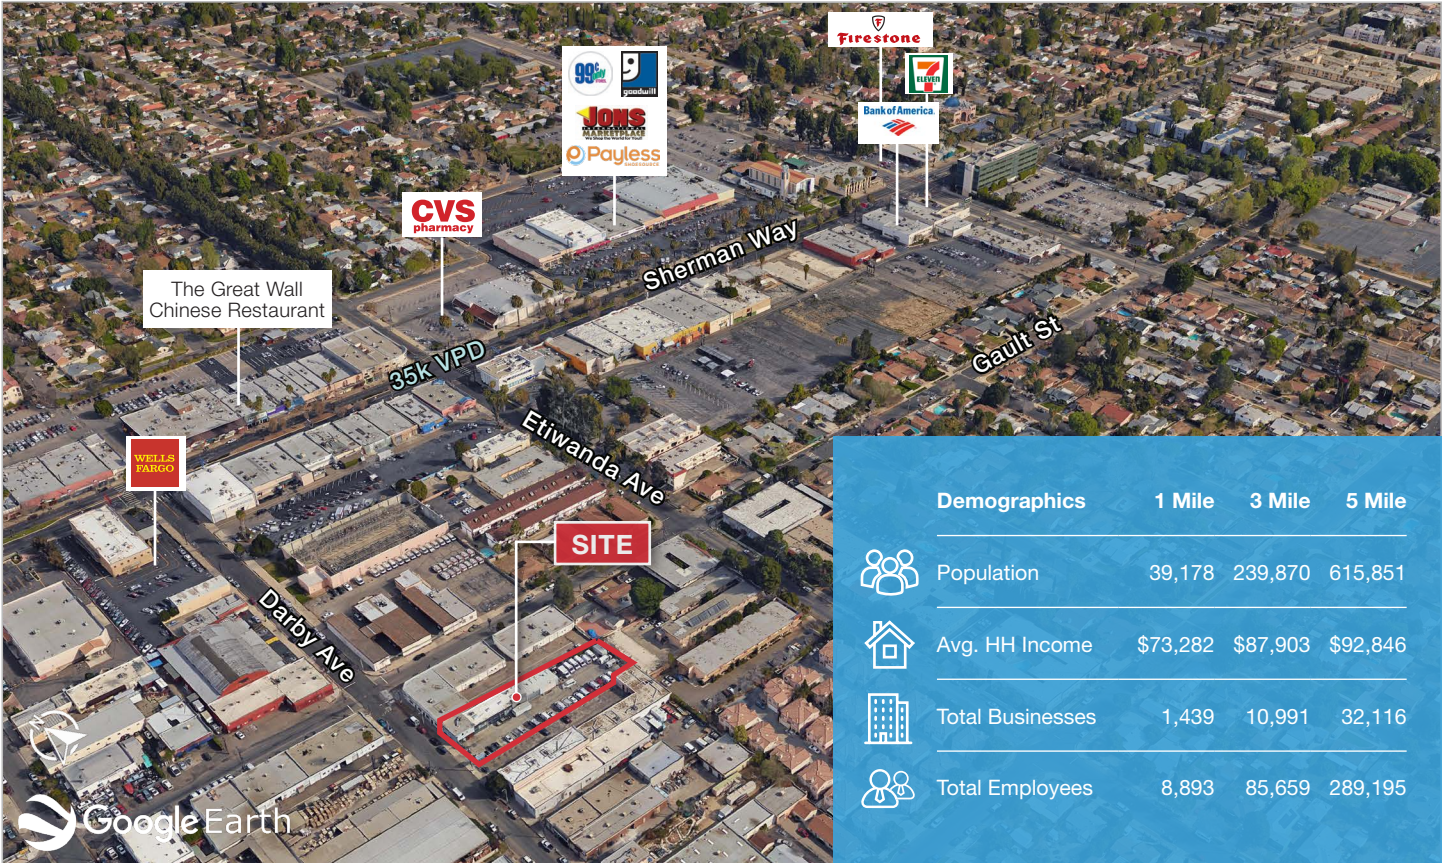 Firestone
7
ELEVEN
Bank of America
99¢
only
goodwill
JONS
MARKETPLACE
Payless
CVS
pharmacy
Sherman Way
The Great Wall
Chinese Restaurant
35k VPD
Gault St
Etiwanda Ave
WELLS
FARGO
SITE
Darby Ave
N
Google Earth
Demographics 1 Mile 3 Mile 5 Mile
Population 39,178 239,870 615,851
Avg. HH Income $73,282 $87,903 $92,846
Total Businesses 1,439 10,991 32,116
Total Employees 8,893 85,659 289,195